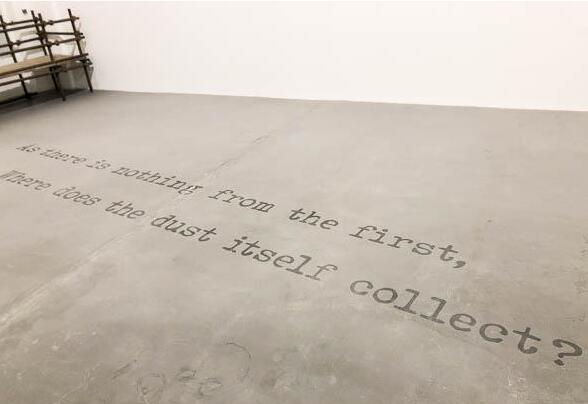 As there is nothing from the first,
Where does the dust itself collect?